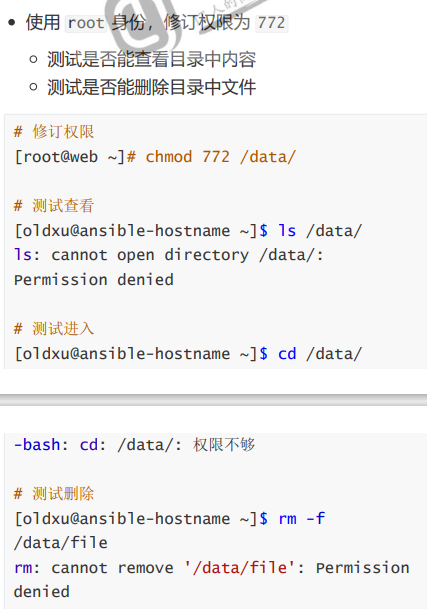 使用 root 身份，修订权限为 772
测试是否能查看目录中内容
测试是否能删除目录中文件
# 修订权限
[root@web ~]# chmod 772 /data/
# 测试查看
[oldxu@ansible-hostname ~]$ ls /data/
ls: cannot open directory /data/:
Permission denied
# 测试进入
[oldxu@ansible-hostname ~]$ cd /data/
-bash: cd: /data/: 权限不够
# 测试删除
[oldxu@ansible-hostname ~]$ rm -f
/data/file
rm: cannot remove '/data/file': Permission
denied